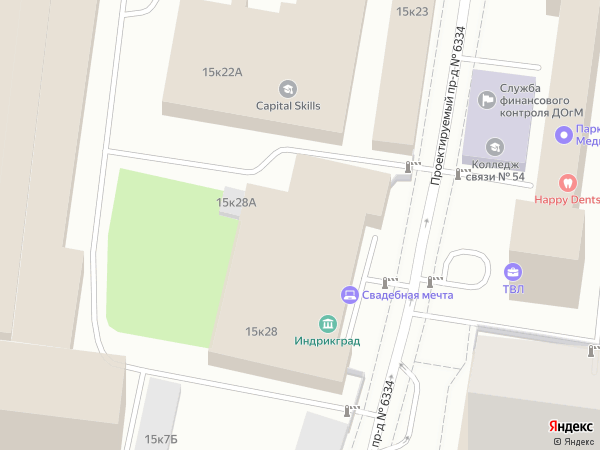 15к23
15к22А
Capital Skills
Проектируемый пр-д № 6334
Служба
финансового
контроля ДОгМ
Парк
Меди
Колледж
связи № 54
Happy Dents
15к28А
ТВЛ
Свадебная мечта
15к28
Индрикград
пр-д № 6334
15к7Б
Яндекс
© Яндекс